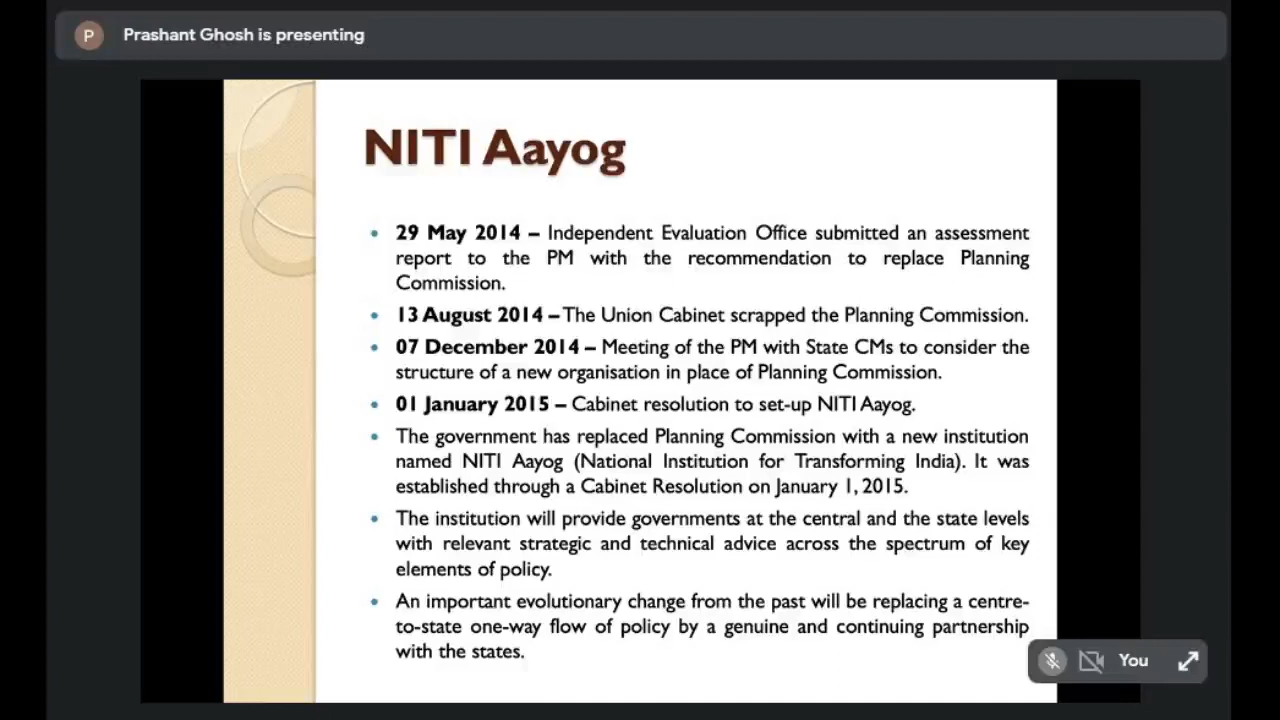 P
Prashant Ghosh is presenting
NITI Aayog
• 29 May 2014 – Independent Evaluation Office submitted an assessment
report to the PM with the recommendation to replace Planning
Commission.
• 13 August 2014 – The Union Cabinet scrapped the Planning Commission.
• 07 December 2014 – Meeting of the PM with State CMs to consider the
structure of a new organisation in place of Planning Commission.
• 01 January 2015 – Cabinet resolution to set-up NITI Aayog.
• The government has replaced Planning Commission with a new institution
named NITI Aayog (National Institution for Transforming India). It was
established through a Cabinet Resolution on January 1, 2015.
• The institution will provide governments at the central and the state levels
with relevant strategic and technical advice across the spectrum of key
elements of policy.
• An important evolutionary change from the past will be replacing a centre-
to-state one-way flow of policy by a genuine and continuing partnership
with the states.
You